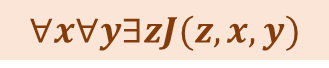 ∀x∀y∃zJ(z, x, y)